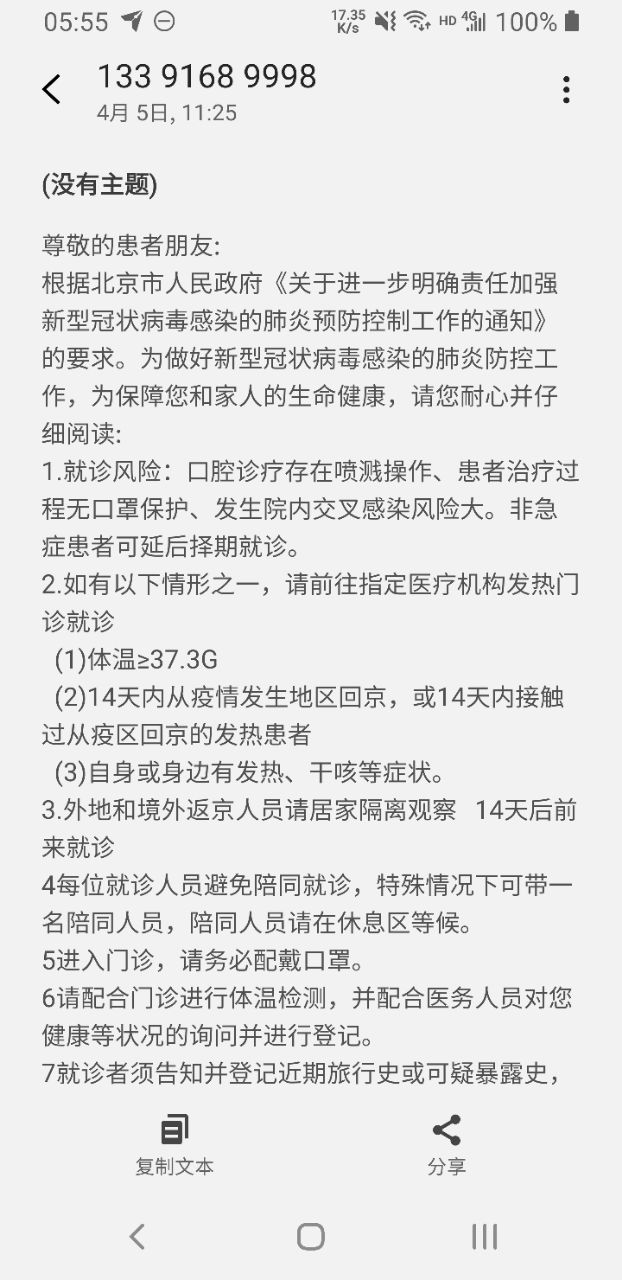 05:55
17.35
K/s
HD
4G
100%
133 9168 9998
4月 5日, 11:25
(没有主题)
尊敬的患者朋友:
根据北京市人民政府《关于进一步明确责任加强
新型冠状病毒感染的肺炎预防控制工作的通知》
的要求。为做好新型冠状病毒感染的肺炎防控工
作，为保障您和家人的生命健康，请您耐心并仔
细阅读:
1.就诊风险：口腔诊疗存在喷溅操作、患者治疗过
程无口罩保护、发生院内交叉感染风险大。非急
症患者可延后择期就诊。
2.如有以下情形之一，请前往指定医疗机构发热门
诊就诊
(1)体温≥37.3G
(2)14天内从疫情发生地区回京，或14天内接触
过从疫区回京的发热患者
(3)自身或身边有发热、干咳等症状。
3.外地和境外返京人员请居家隔离观察 14天后前
来就诊
4每位就诊人员避免陪同就诊，特殊情况下可带一
名陪同人员，陪同人员请在休息区等候。
5进入门诊，请务必配戴口罩。
6请配合门诊进行体温检测，并配合医务人员对您
健康等状况的询问并进行登记。
7就诊者须告知并登记近期旅行史或可疑暴露史，
复制文本
分享